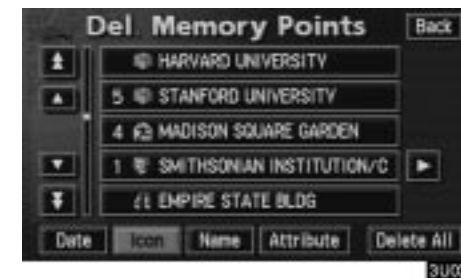 Del. Memory Points Back
HARVARD UNIVERSITY
5 STANFORD UNIVERSITY
4 MADISON SQUARE GARDEN
1 SMITHSONIAN INSTITUTION/C
EMPIRE STATE BLDG
Date Icon Name Attribute Delete All